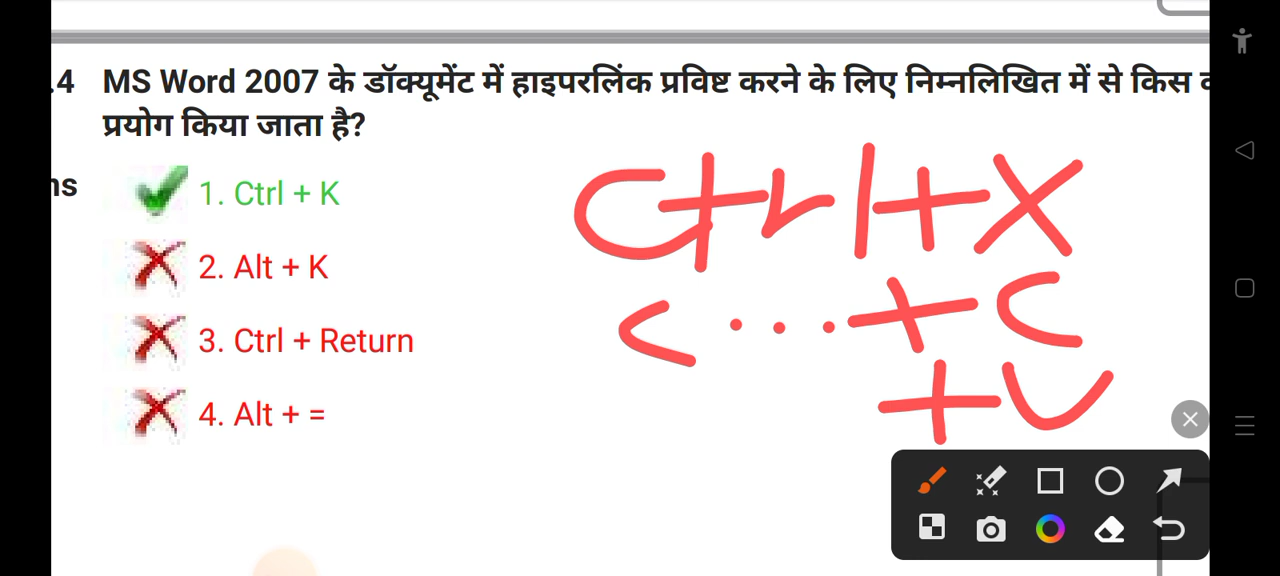 .4 MS Word 2007 के डॉक्यूमेंट में हाइपरलिंक प्रविष्ट करने के लिए निम्नलिखित में से किस
प्रयोग किया जाता है?
ns
1. Ctrl + K
2. Alt + K
3. Ctrl + Return
4. Alt + =
Ctrl+X
C ...+C
+V